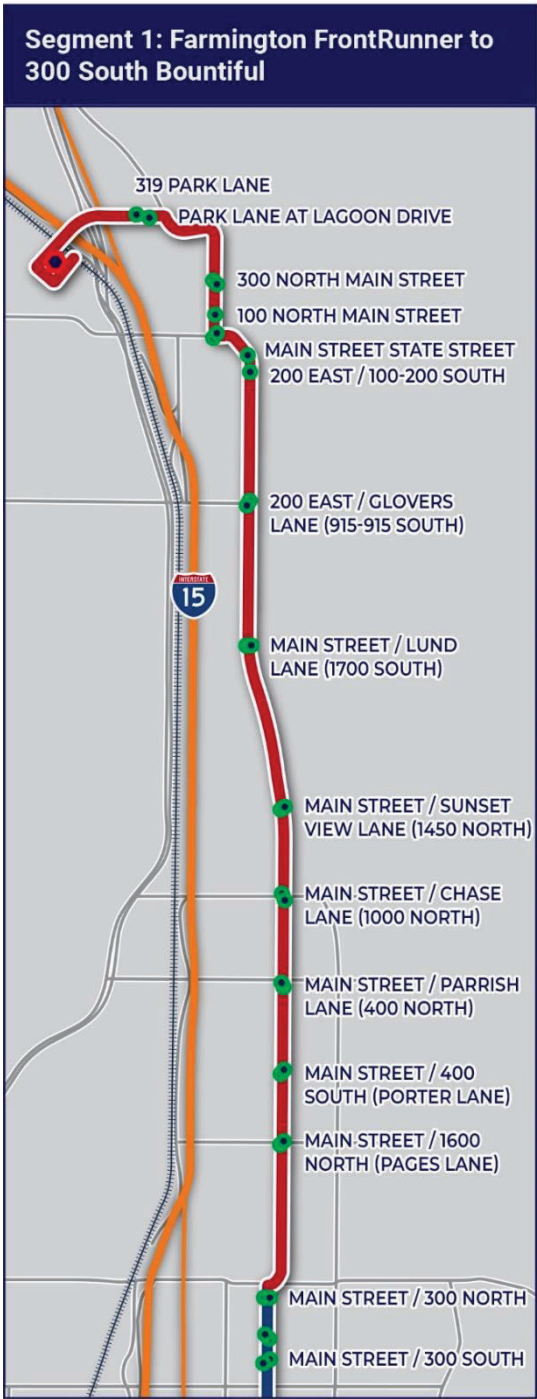 Segment 1: Farmington FrontRunner to
300 South Bountiful
319 PARK LANE
PARK LANE AT LAGOON DRIVE
300 NORTH MAIN STREET
100 NORTH MAIN STREET
MAIN STREET STATE STREET
200 EAST / 100-200 SOUTH
200 EAST / GLOVERS
LANE (915-915 SOUTH)
INTERSTATE
15
MAIN STREET / LUND
LANE (1700 SOUTH)
MAIN STREET / SUNSET
VIEW LANE (1450 NORTH)
MAIN STREET / CHASE
LANE (1000 NORTH)
MAIN STREET / PARRISH
LANE (400 NORTH)
MAIN STREET / 400
SOUTH (PORTER LANE)
MAIN STREET / 1600
NORTH (PAGES LANE)
MAIN STREET / 300 NORTH
MAIN STREET / 300 SOUTH